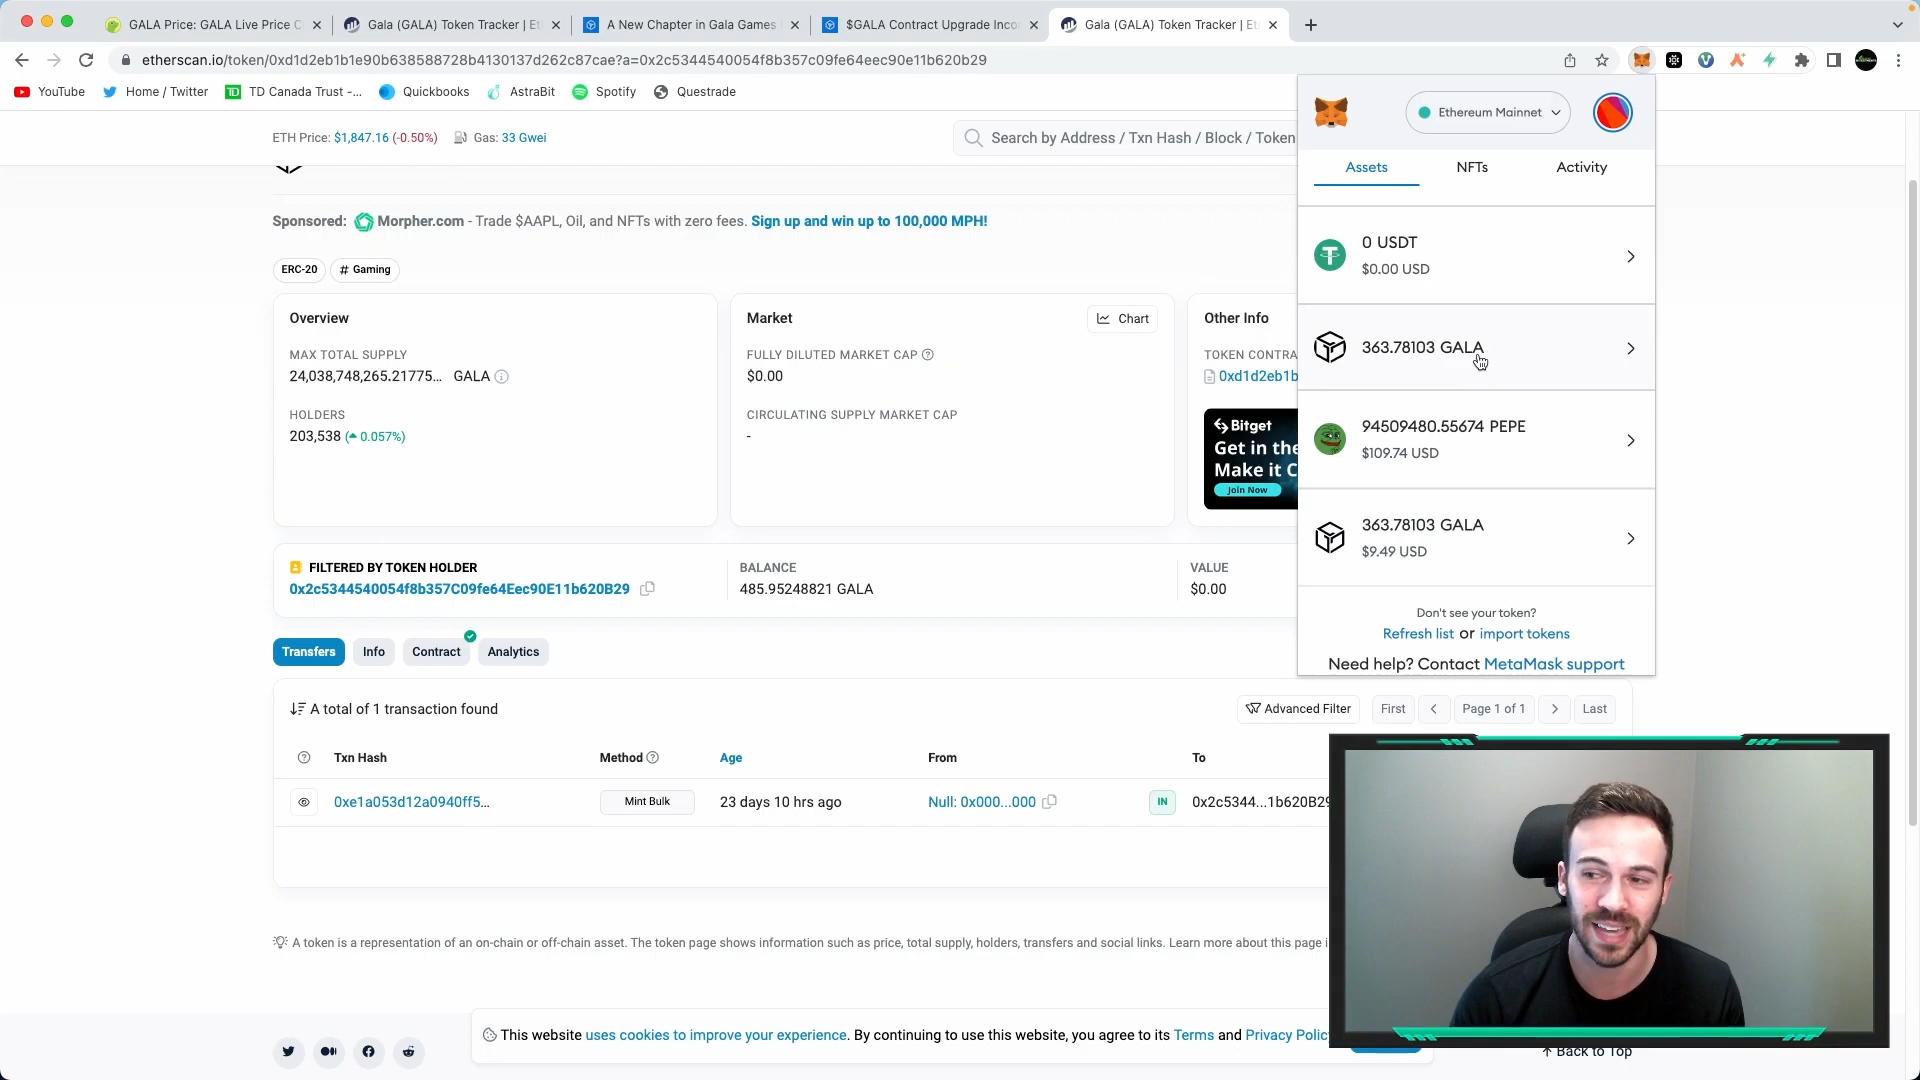 GALA Price: GALA Live Price C
Gala (GALA) Token Tracker | Et
A New Chapter in Gala Games
$GALA Contract Upgrade Inco
Gala (GALA) Token Tracker | Et
etherscan.io/token/0xd1d2eb1b1e90b638588728b4130137d262c87cae?a=0x2c5344540054f8b357c09fe64eec90e11b620b29
YouTube
Home / Twitter
TD Canada Trust -...
Quickbooks
AstraBit
Spotify
Questrade
ETH Price: $1,847.16 (-0.50%)
Gas: 33 Gwei
Search by Address / Txn Hash / Block / Token
Sponsored: Morpher.com - Trade $AAPL, Oil, and NFTs with zero fees. Sign up and win up to 100,000 MPH!
ERC-20
# Gaming
Overview
MAX TOTAL SUPPLY
24,038,748,265.21775... GALA
HOLDERS
203,538 (0.057%)
Market
Chart
FULLY DILUTED MARKET CAP
$0.00
CIRCULATING SUPPLY MARKET CAP
-
Other Info
TOKEN CONTRA
0xd1d2eb1b
Bitget
Get in the
Make it C
Join Now
FILTERED BY TOKEN HOLDER
0x2c5344540054f8b357C09fe64Eec90E11b620B29
BALANCE
485.95248821 GALA
VALUE
$0.00
Transfers
Info
Contract
Analytics
A total of 1 transaction found
Advanced Filter
First
Page 1 of 1
Last
Txn Hash
Method
Age
From
To
0xe1a053d12a0940ff5...
Mint Bulk
23 days 10 hrs ago
Null: 0x000...000
IN
0x2c5344...1b620B29
A token is a representation of an on-chain or off-chain asset. The token page shows information such as price, total supply, holders, transfers and social links. Learn more about this page i
This website uses cookies to improve your experience. By continuing to use this website, you agree to its Terms and Privacy Polic
Back to Top
Ethereum Mainnet
Assets
NFTs
Activity
0 USDT
$0.00 USD
363.78103 GALA
94509480.55674 PEPE
$109.74 USD
363.78103 GALA
$9.49 USD
Don't see your token?
Refresh list or import tokens
Need help? Contact MetaMask support